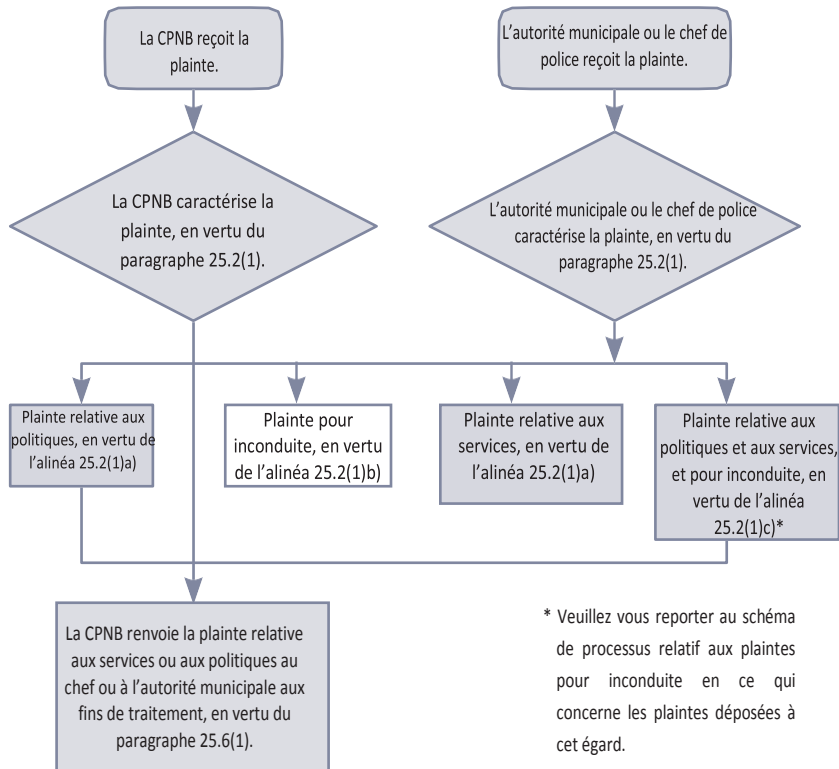 La CPNB reçoit la
plainte.
L'autorité municipale ou le chef de
police reçoit la plainte.
La CPNB caractérise la
plainte, en vertu du
paragraphe 25.2(1).
L'autorité municipale ou le chef de police
caractérise la plainte, en vertu du
paragraphe 25.2(1).
Plainte relative aux
politiques, en vertu de
l'alinéa 25.2(1)a)
Plainte pour
inconduite, en vertu
de l'alinéa 25.2(1)b)
Plainte relative aux
services, en vertu de
l'alinéa 25.2(1)a)
Plainte relative aux
politiques et aux services,
et pour inconduite, en
vertu de l'alinéa
25.2(1)c)*
La CPNB renvoie la plainte relative
aux services ou aux politiques au
chef ou à l'autorité municipale aux
fins de traitement, en vertu du
paragraphe 25.6(1).
* Veuillez vous reporter au schéma
de processus relatif aux plaintes
pour inconduite en ce qui
concerne les plaintes déposées à
cet égard.